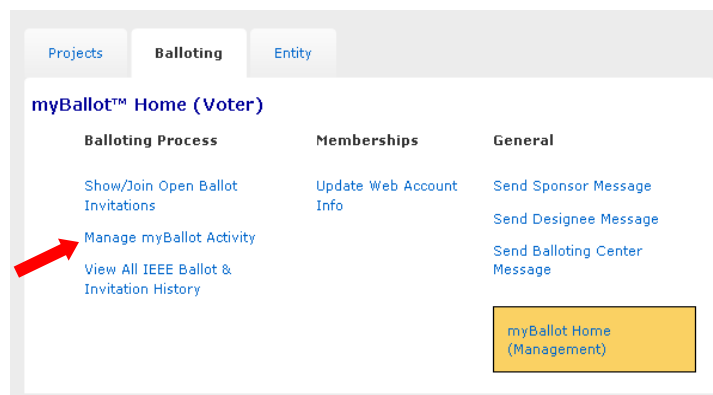 Projects
Balloting
Entity
myBallot™ Home (Voter)
Balloting Process
Show/Join Open Ballot
Invitations
Manage myBallot Activity
View All IEEE Ballot &
Invitation History
Memberships
Update Web Account
Info
General
Send Sponsor Message
Send Designee Message
Send Balloting Center
Message
myBallot Home
(Management)